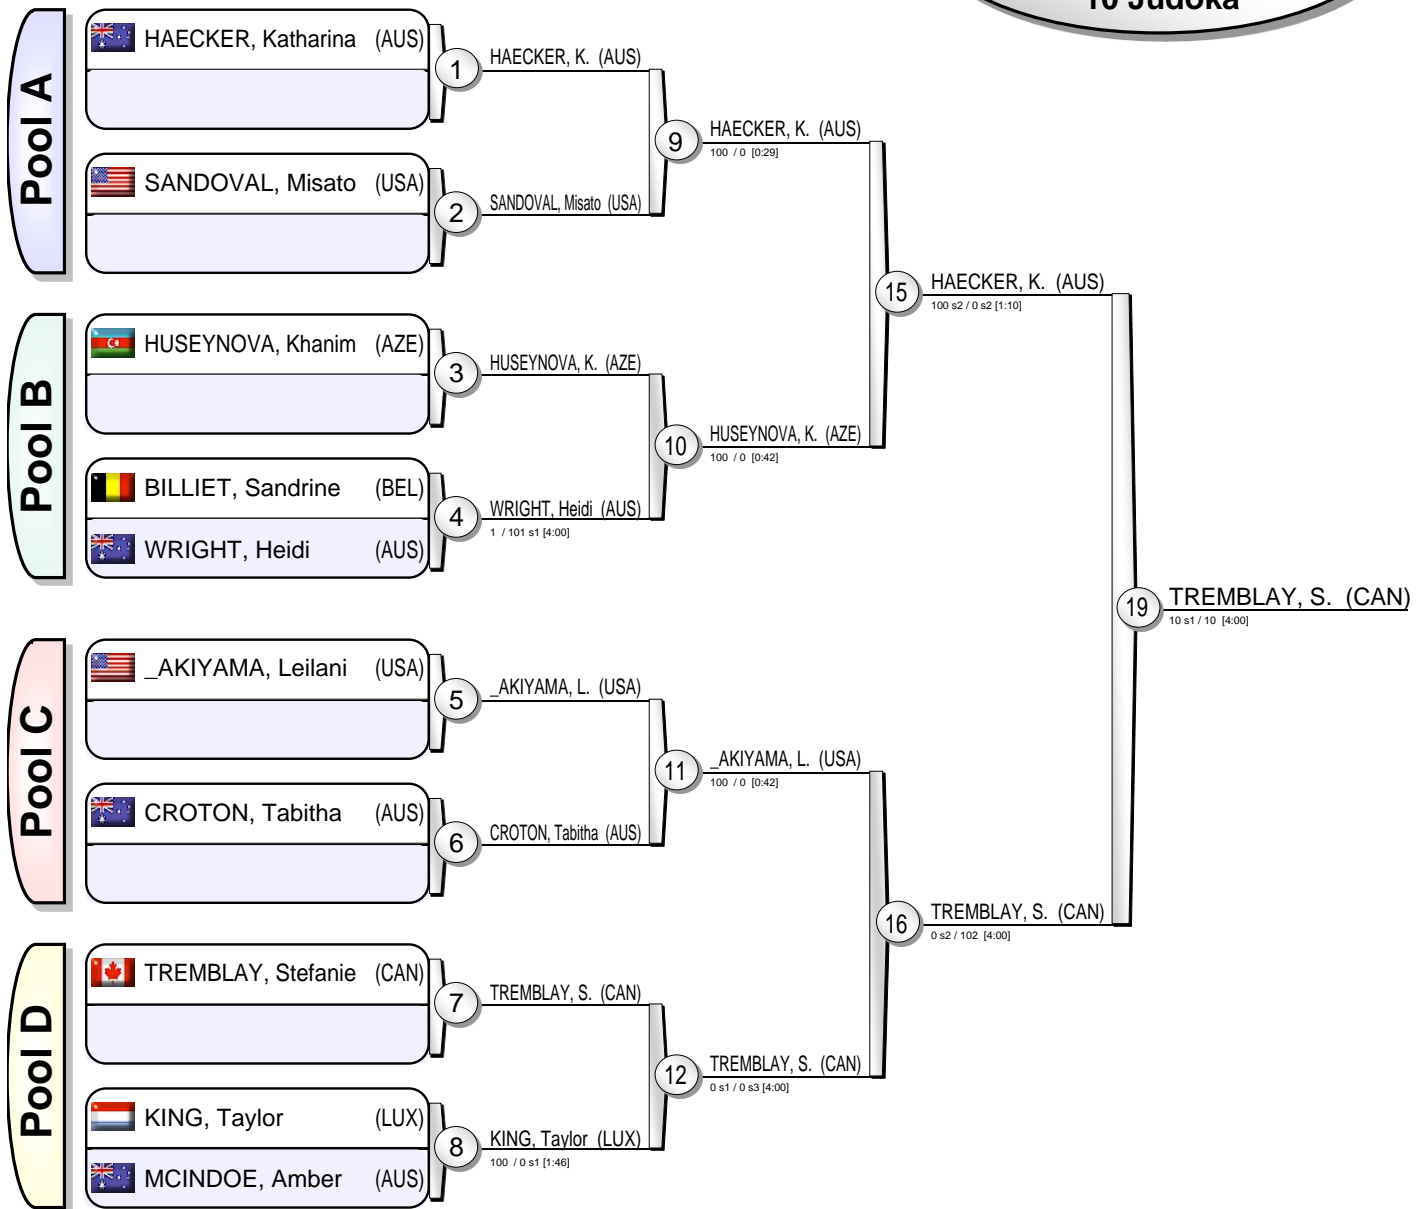 10 Judoka
Pool A
HAECKER, Katharina (AUS)
SANDOVAL, Misato (USA)
1
2
HAECKER, K. (AUS)
SANDOVAL, Misato (USA)
9
HAECKER, K. (AUS)
100 / 0 [0:29]
Pool B
HUSEYNOVA, Khanim (AZE)
BILLIET, Sandrine (BEL)
WRIGHT, Heidi (AUS)
3
4
HUSEYNOVA, K. (AZE)
WRIGHT, Heidi (AUS)
1 / 101 s1 [4:00]
10
HUSEYNOVA, K. (AZE)
100 / 0 [0:42]
15
HAECKER, K. (AUS)
100 s2 / 0 s2 [1:10]
Pool C
_AKIYAMA, Leilani (USA)
CROTON, Tabitha (AUS)
5
6
_AKIYAMA, L. (USA)
CROTON, Tabitha (AUS)
11
_AKIYAMA, L. (USA)
100 / 0 [0:42]
Pool D
TREMBLAY, Stefanie (CAN)
KING, Taylor (LUX)
MCINDOE, Amber (AUS)
7
8
TREMBLAY, S. (CAN)
KING, Taylor (LUX)
100 / 0 s1 [1:46]
12
TREMBLAY, S. (CAN)
0 s1 / 0 s3 [4:00]
16
TREMBLAY, S. (CAN)
0 s2 / 102 [4:00]
19
TREMBLAY, S. (CAN)
10 s1 / 10 [4:00]